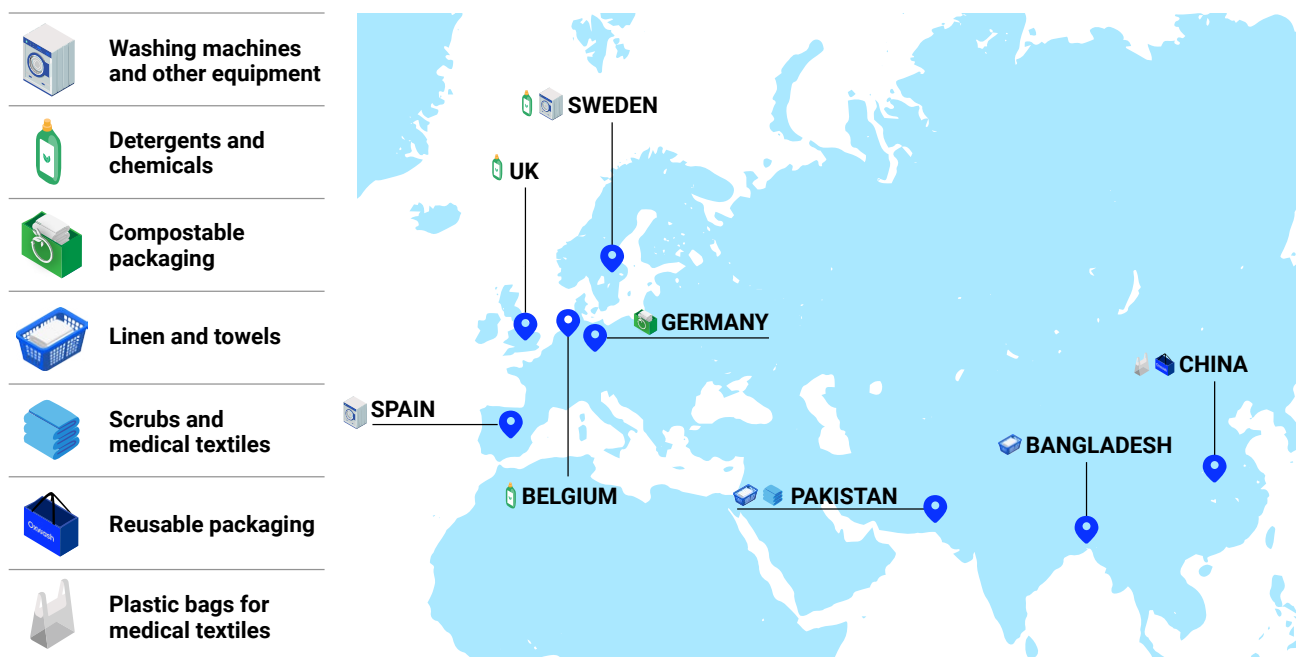 Washing machines
and other equipment
Detergents and
chemicals
Compostable
packaging
Linen and towels
Scrubs and
medical textiles
Oxwash
Reusable packaging
Plastic bags for
medical textiles
SWEDEN
UK
GERMANY
CHINA
SPAIN
BANGLADESH
BELGIUM
PAKISTAN